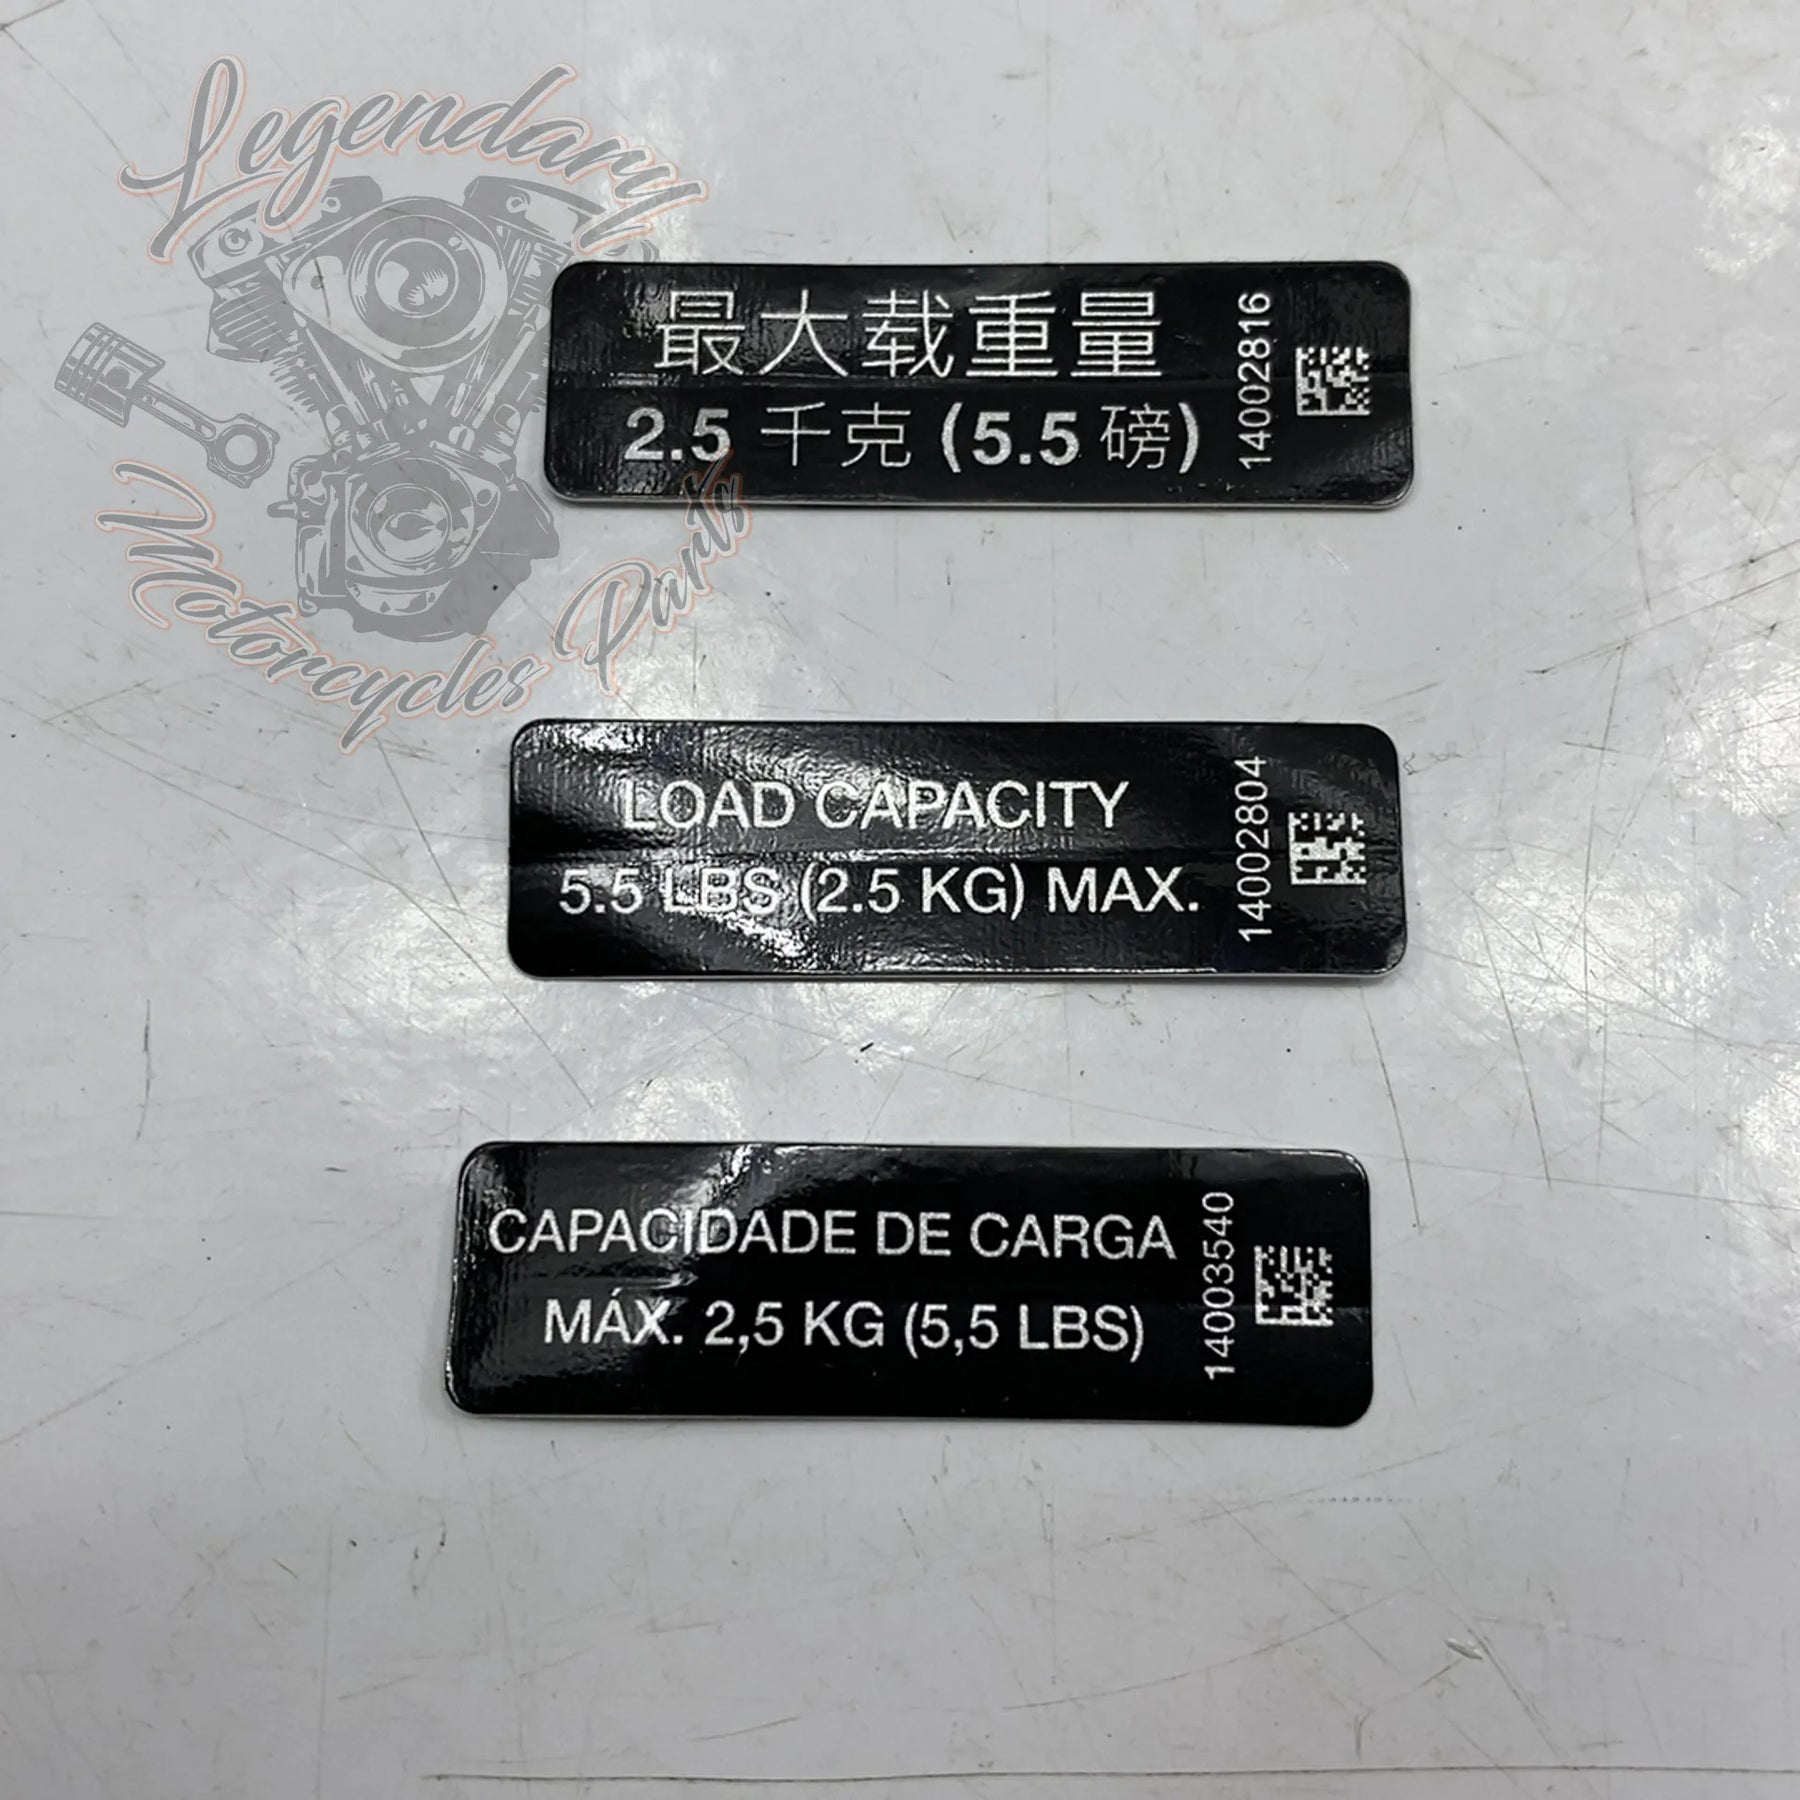 Legendary
Motorcycles Parts
最大载重量
2.5 千克 (5.5 磅)
14002816
LOAD CAPACITY
5.5 LBS (2.5 KG) MAX.
14002804
CAPACIDADE DE CARGA
MÁX. 2,5 KG (5,5 LBS)
14003540